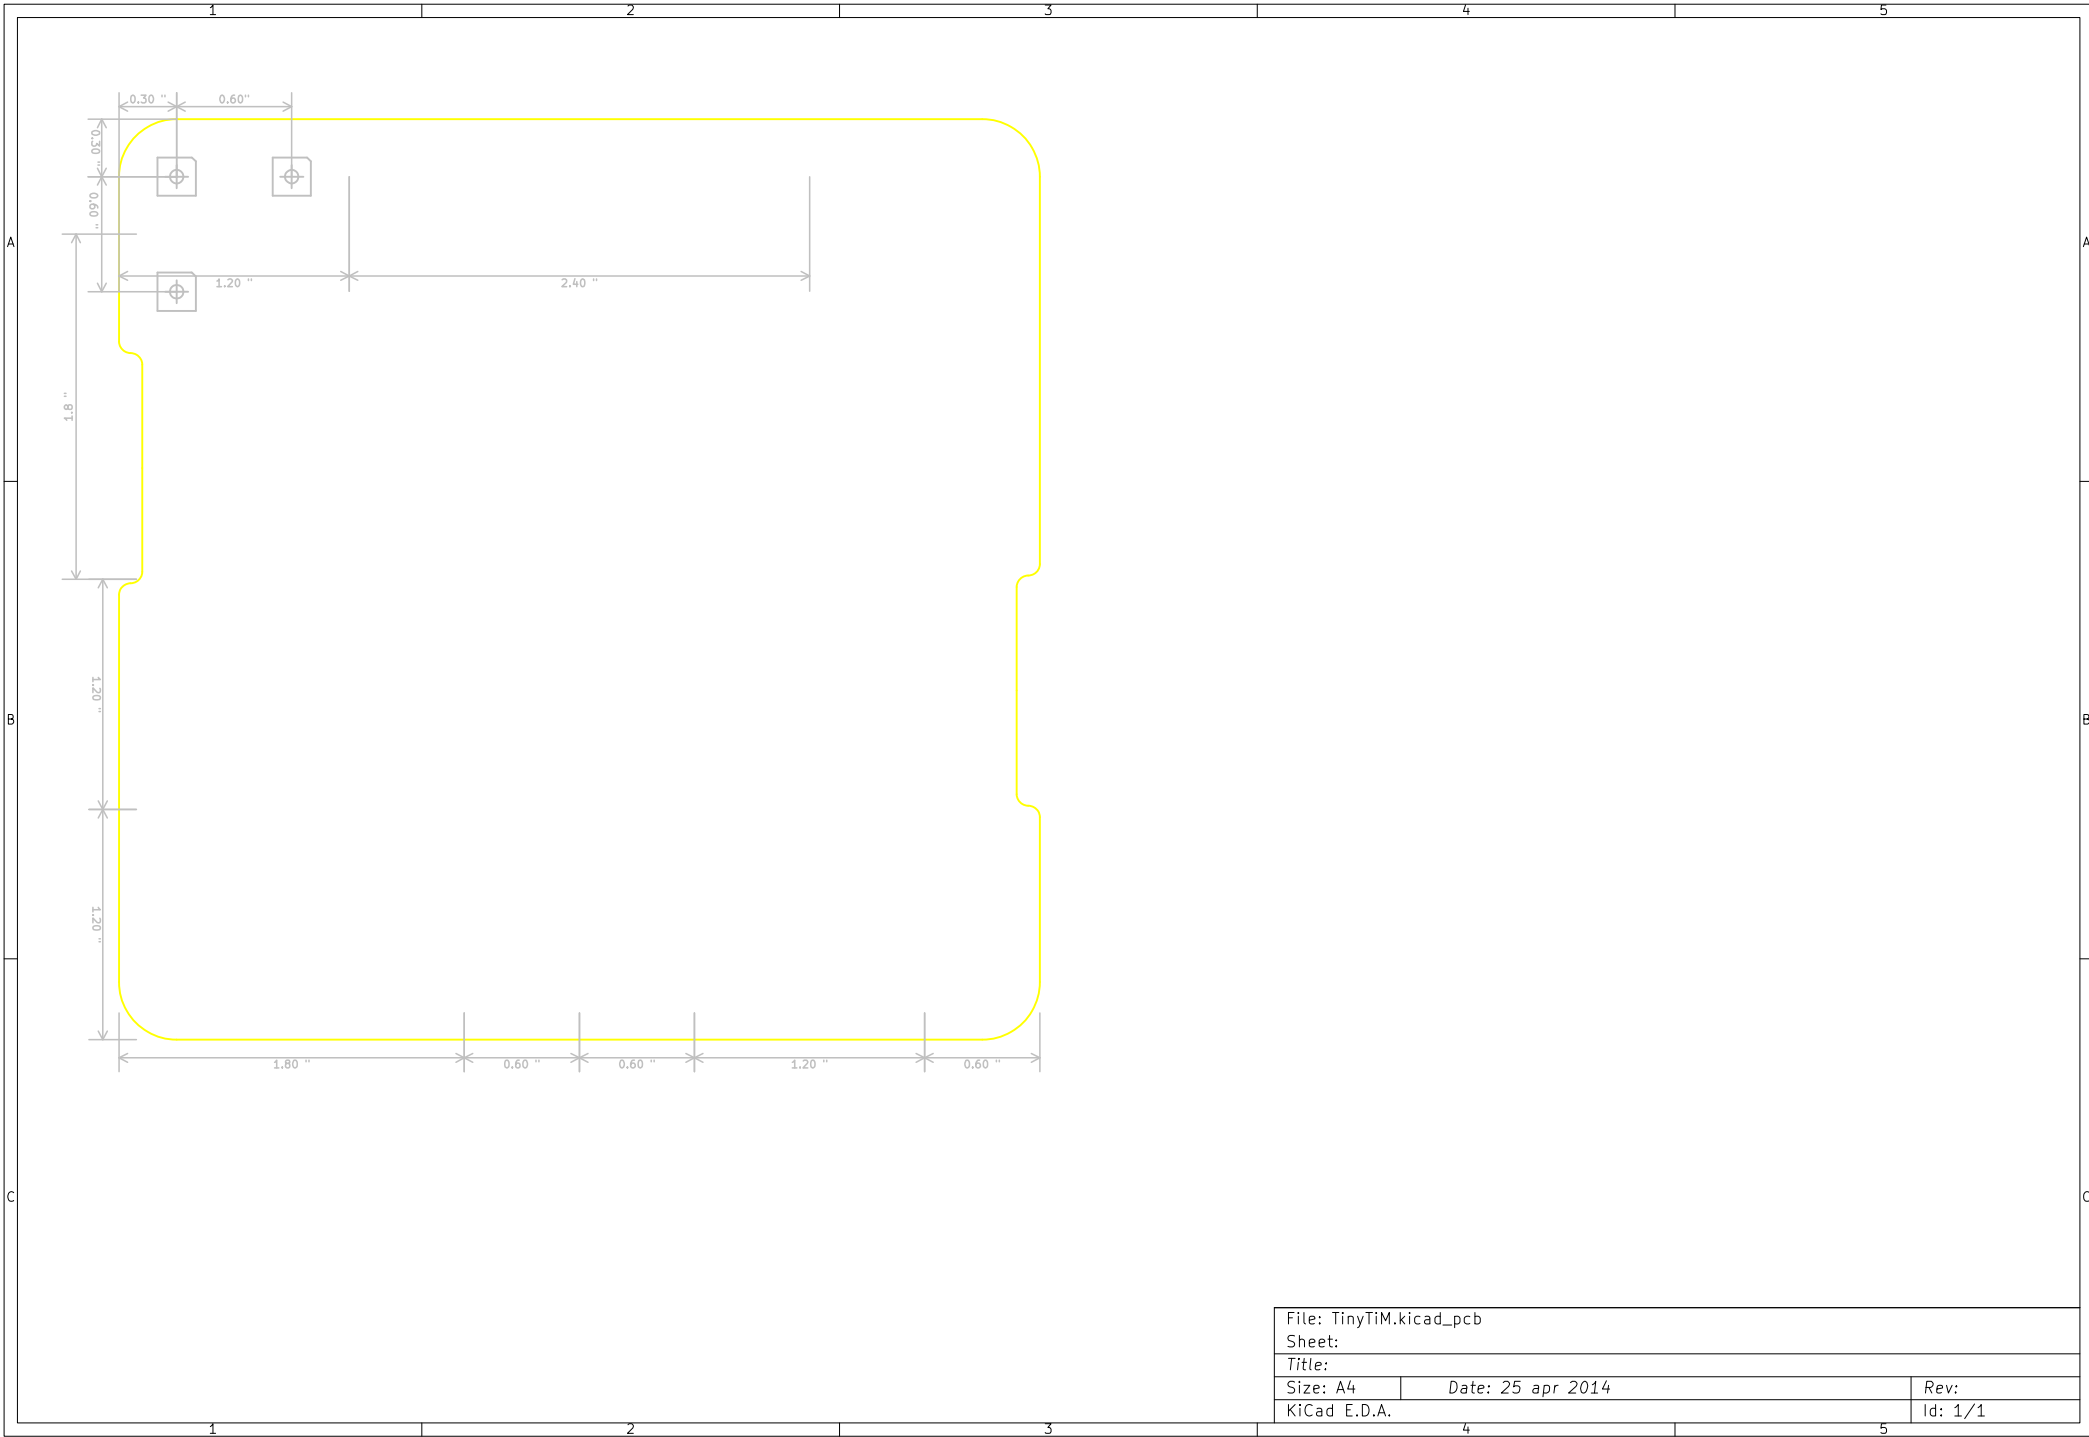 1 2 3 4 5
0.30 " 0.60"
0.30 "
0.60 "
A A
1.20 " 2.40 "
1.8 "
1.20 "
B B
1.20 "
1.80 " 0.60 " 0.60 " 1.20 " 0.60 "
C C
File: TinyTiM.kicad_pcb
Sheet:
Title:
Size: A4 Date: 25 apr 2014 Rev:
KiCad E.D.A. Id: 1/1
1 2 3 4 5